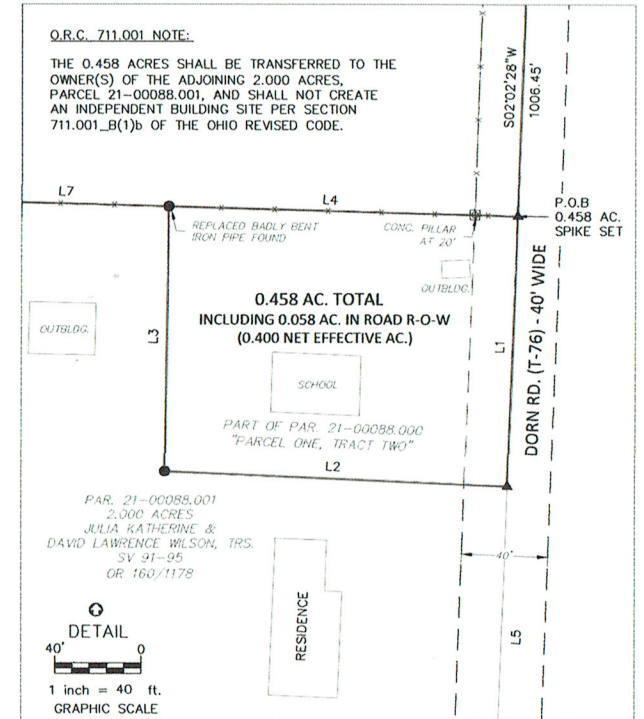 O.R.C. 711.001 NOTE:
THE 0.458 ACRES SHALL BE TRANSFERRED TO THE
OWNER(S) OF THE ADJOINING 2.000 ACRES,
PARCEL 21-00088.001, AND SHALL NOT CREATE
AN INDEPENDENT BUILDING SITE PER SECTION
711.001_B(1)b OF THE OHIO REVISED CODE.
S02°02'28"W
1006.45'
L7
L4
P.O.B
0.458 AC.
SPIKE SET
REPLACED BADLY BENT
IRON PIPE FOUND
CONC. PILLAR
AT 20'
OUTBLDG.
OUTBLDG.
0.458 AC. TOTAL
INCLUDING 0.058 AC. IN ROAD R-O-W
(0.400 NET EFFECTIVE AC.)
L3
L1
DORN RD. (T-76) - 40' WIDE
SCHOOL
PART OF PAR. 21-00088.000
"PARCEL ONE, TRACT TWO"
L2
PAR. 21-00088.001
2.000 ACRES
JULIA KATHERINE &
DAVID LAWRENCE WILSON, TRS.
SV 91-95
OR 160/1178
40'
RESIDENCE
L5
DETAIL
40' 0
1 inch = 40 ft.
GRAPHIC SCALE